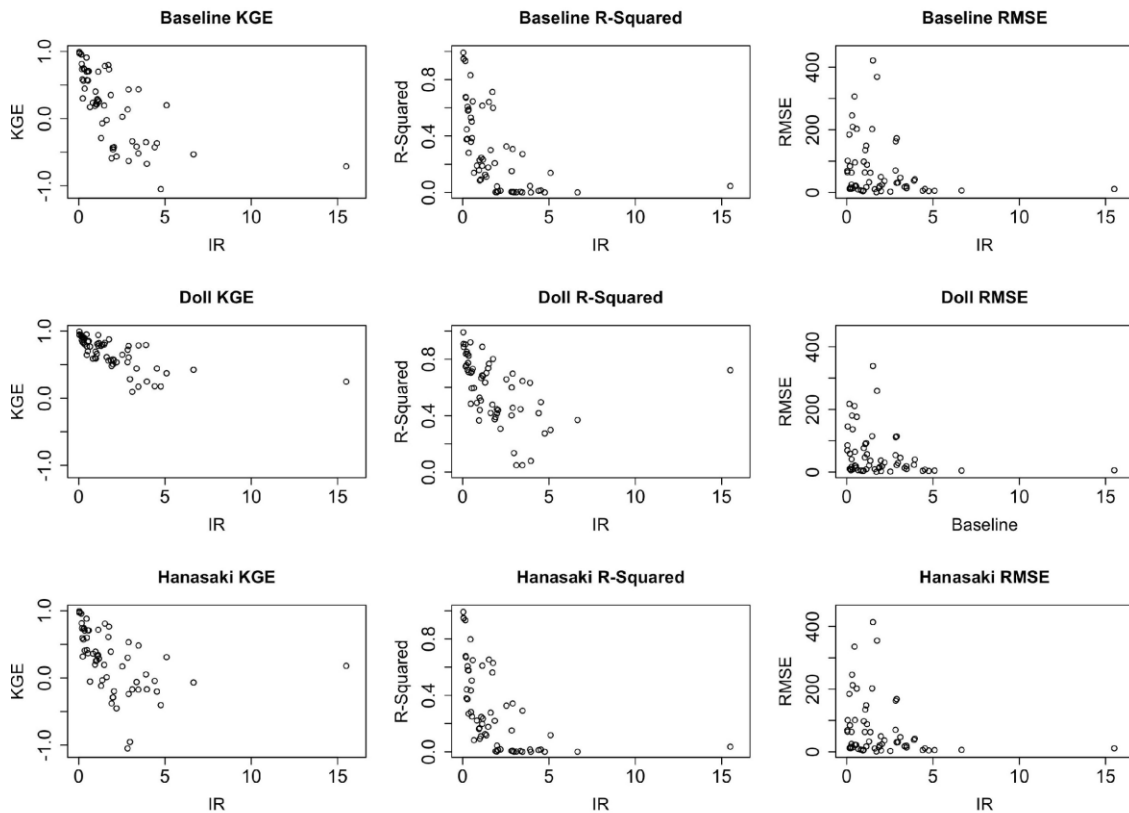 Baseline KGE
KGE
1.0
0.0
-1.0
0 5 10 15
IR
Baseline R-Squared
R-Squared
0.8
0.4
0.0
0 5 10 15
IR
Baseline RMSE
RMSE
400
200
0
0 5 10 15
IR
Doll KGE
KGE
1.0
0.0
-1.0
0 5 10 15
IR
Doll R-Squared
R-Squared
0.8
0.4
0.0
0 5 10 15
IR
Doll RMSE
RMSE
400
200
0
0 5 10 15
Baseline
Hanasaki KGE
KGE
1.0
0.0
-1.0
0 5 10 15
IR
Hanasaki R-Squared
R-Squared
0.8
0.4
0.0
0 5 10 15
IR
Hanasaki RMSE
RMSE
400
200
0
0 5 10 15
IR